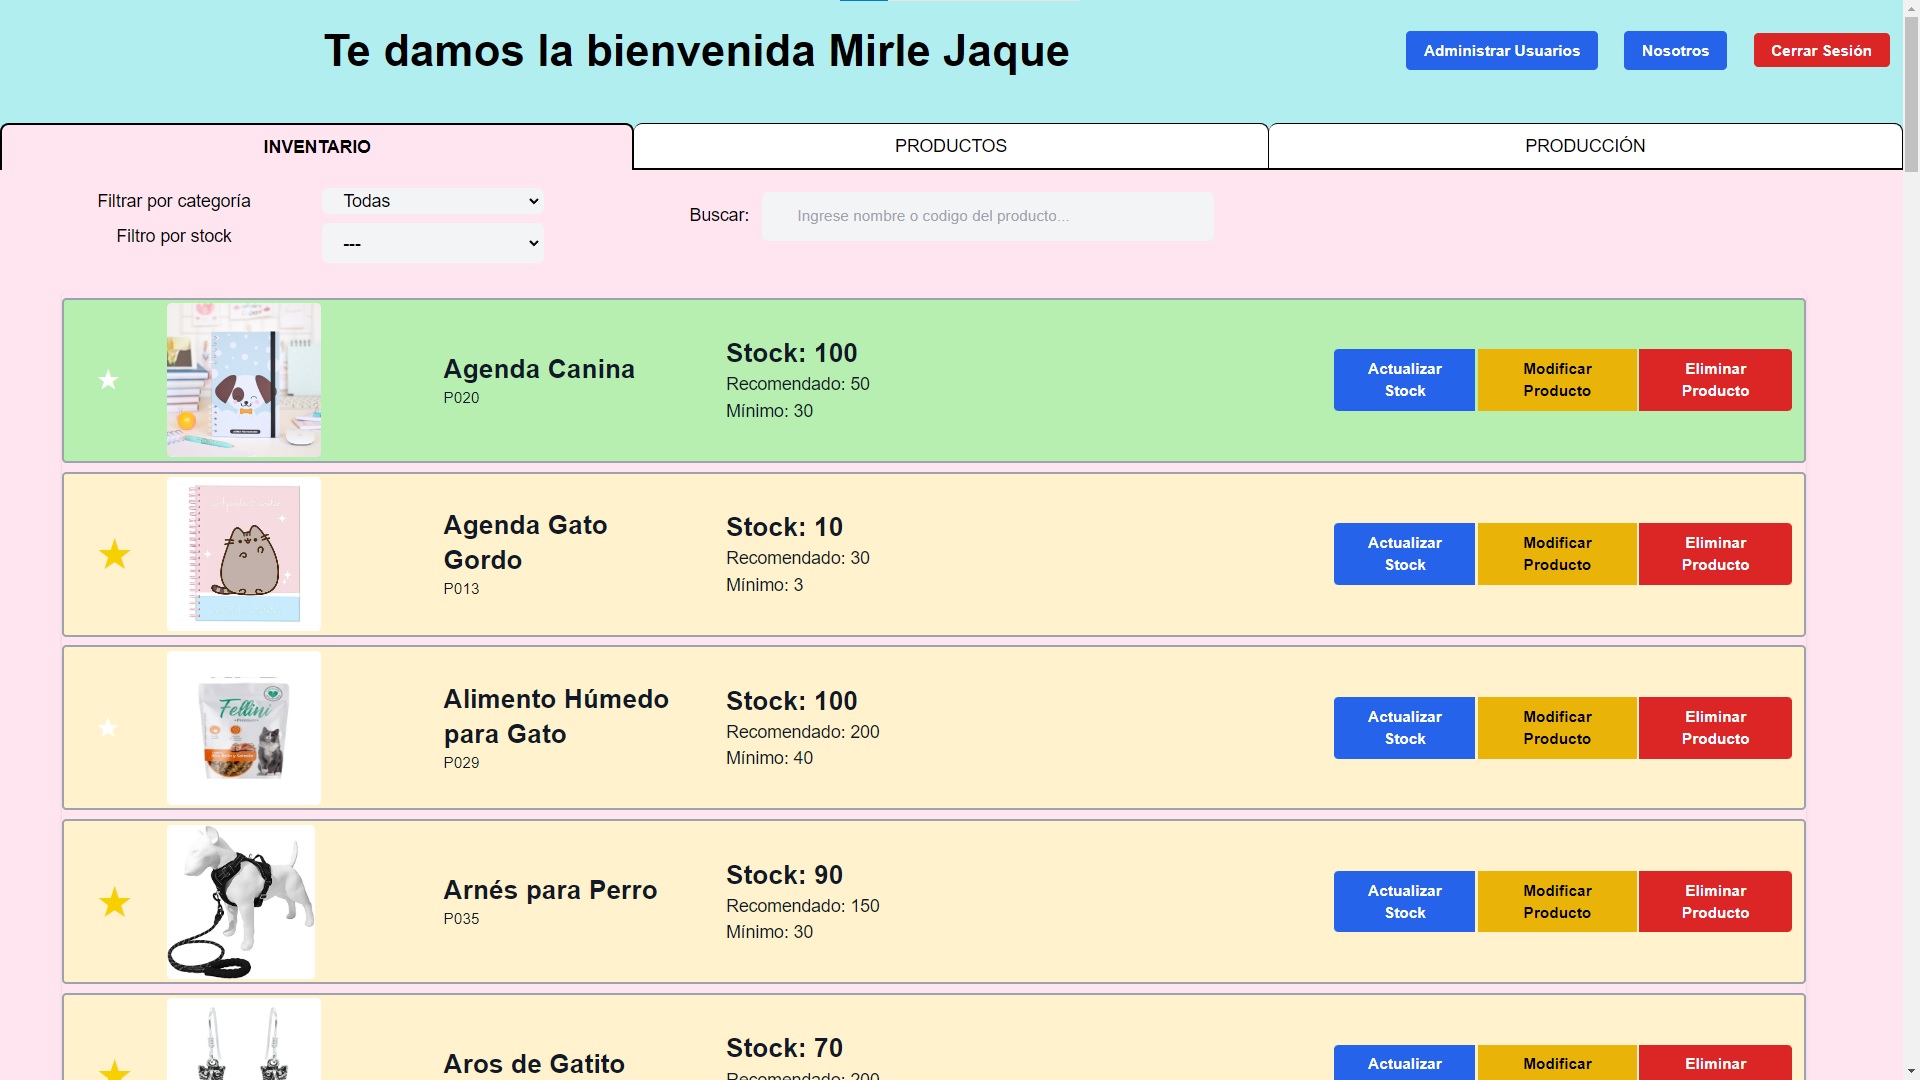 Te damos la bienvenida Mirle Jaque
Administrar Usuarios
Nosotros
Cerrar Sesión
INVENTARIO
PRODUCTOS
PRODUCCIÓN
Filtrar por categoría
Todas
Filtro por stock
---
Buscar:
Ingrese nombre o codigo del producto...
Agenda Canina
P020
Stock: 100
Recomendado: 50
Mínimo: 30
Actualizar
Stock
Modificar
Producto
Eliminar
Producto
Agenda Gato
Gordo
P013
Stock: 10
Recomendado: 30
Mínimo: 3
Actualizar
Stock
Modificar
Producto
Eliminar
Producto
Fellini
Alimento Húmedo
para Gato
P029
Stock: 100
Recomendado: 200
Mínimo: 40
Actualizar
Stock
Modificar
Producto
Eliminar
Producto
Arnés para Perro
P035
Stock: 90
Recomendado: 150
Mínimo: 30
Actualizar
Stock
Modificar
Producto
Eliminar
Producto
Aros de Gatito
Stock: 70
Recomendado: 200
Actualizar
Modificar
Eliminar